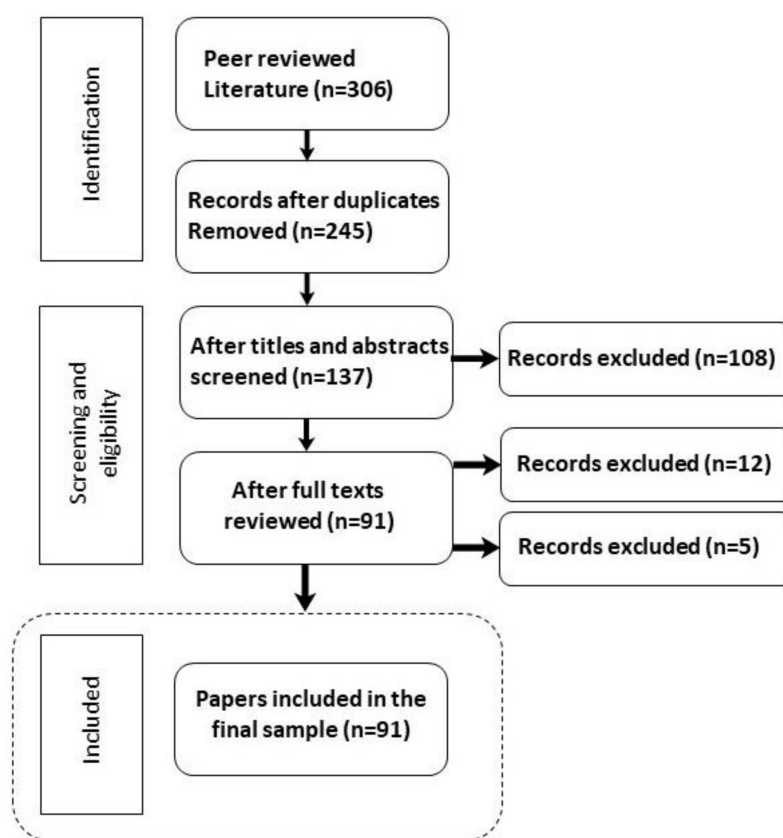 Identification
Peer reviewed
Literature (n=306)
Records after duplicates
Removed (n=245)
Screening and
eligibility
After titles and abstracts
screened (n=137)
Records excluded (n=108)
After full texts
reviewed (n=91)
Records excluded (n=12)
Records excluded (n=5)
Included
Papers included in the
final sample (n=91)